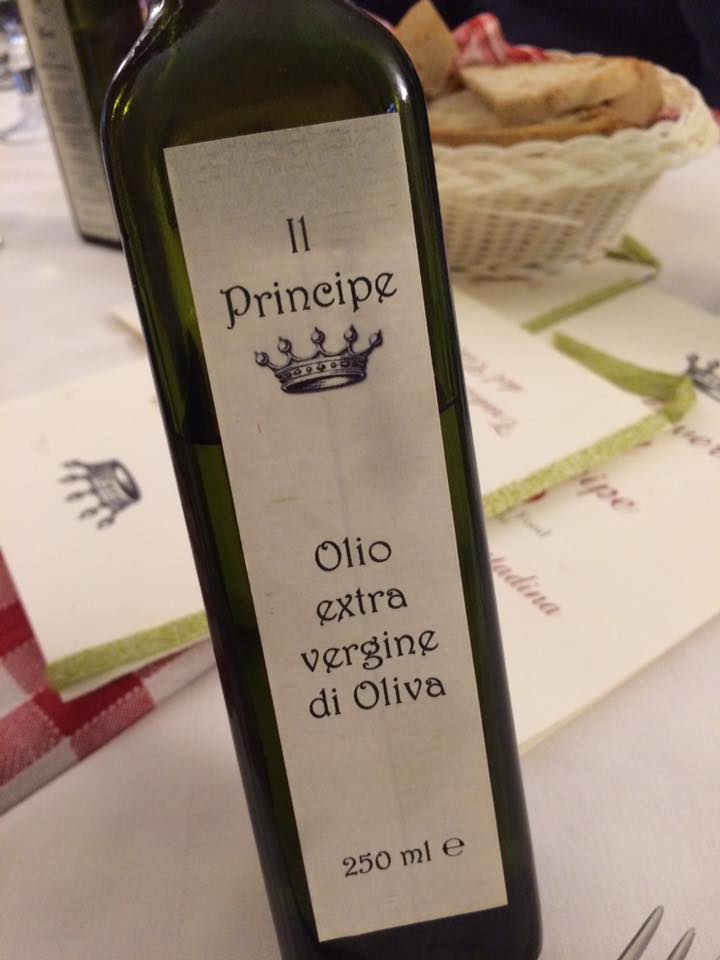 Il
Principe
Olio
extra
vergine
di Oliva
250 ml ℮